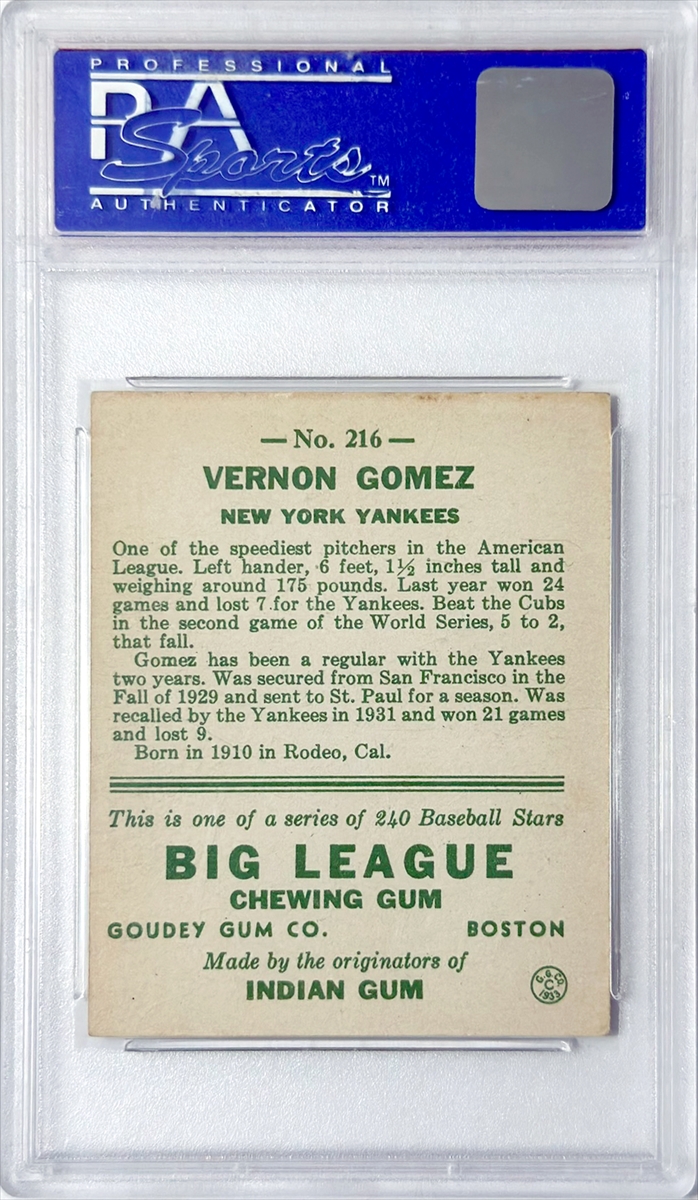 PROFESSIONAL
PSA
Sports™
AUTHENTICATOR
— No. 216 —
VERNON GOMEZ
NEW YORK YANKEES
One of the speediest pitchers in the American
League. Left hander, 6 feet, 1½ inches tall and
weighing around 175 pounds. Last year won 24
games and lost 7 for the Yankees. Beat the Cubs
in the second game of the World Series, 5 to 2,
that fall.
Gomez has been a regular with the Yankees
two years. Was secured from San Francisco in the
Fall of 1929 and sent to St. Paul for a season. Was
recalled by the Yankees in 1931 and won 21 games
and lost 9.
Born in 1910 in Rodeo, Cal.
This is one of a series of 240 Baseball Stars
BIG LEAGUE
CHEWING GUM
GOUDEY GUM CO. BOSTON
Made by the originators of
INDIAN GUM
G. G. CO.
C
1933